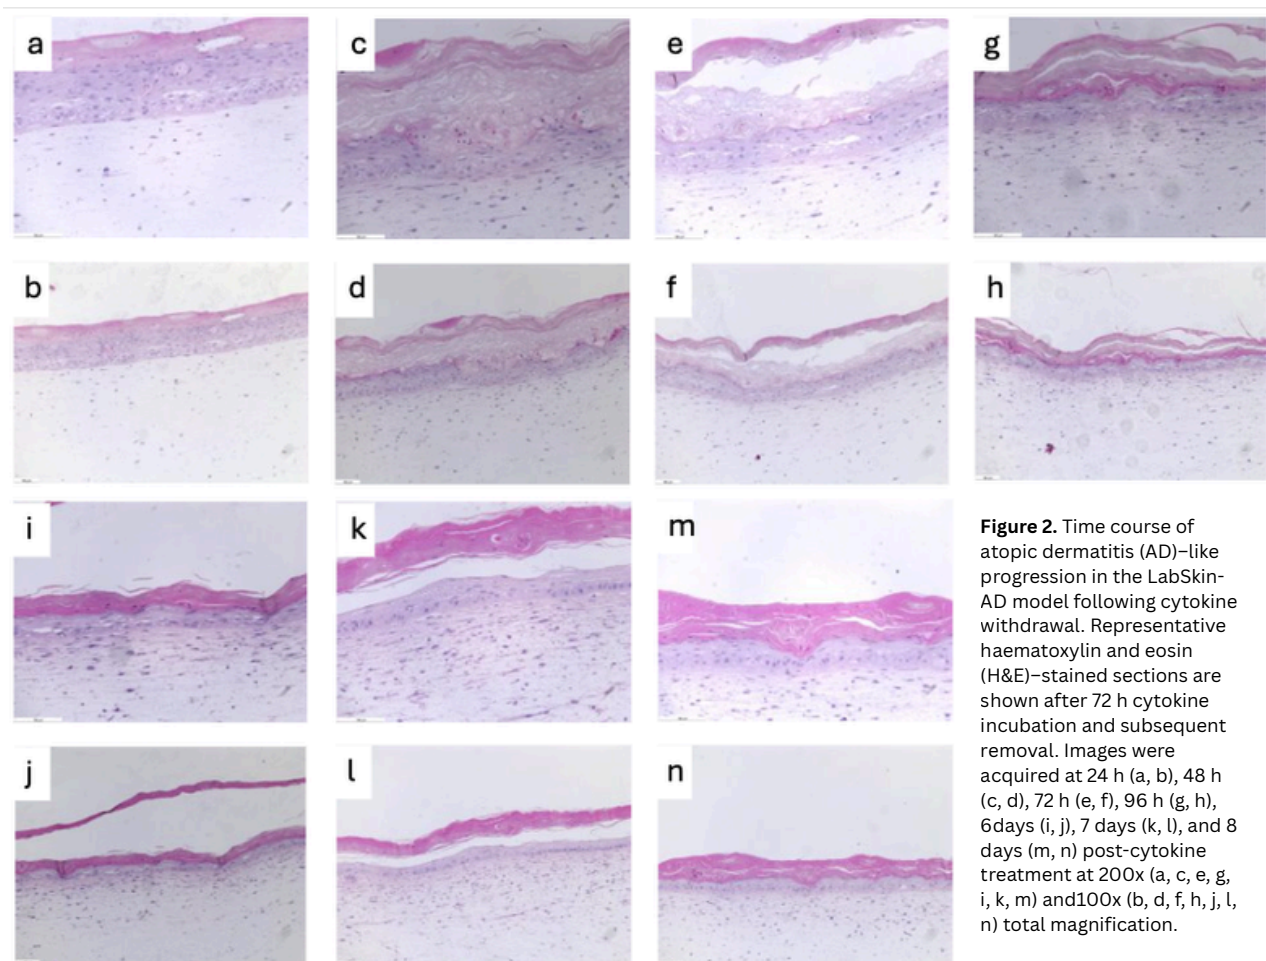 a
c
e
g
b
d
f
h
i
k
m
j
l
n
Figure 2. Time course of
atopic dermatitis (AD)–like
progression in the LabSkin-
AD model following cytokine
withdrawal. Representative
haematoxylin and eosin
(H&E)–stained sections are
shown after 72 h cytokine
incubation and subsequent
removal. Images were
acquired at 24 h (a, b), 48 h
(c, d), 72 h (e, f), 96 h (g, h),
6days (i, j), 7 days (k, l), and 8
days (m, n) post-cytokine
treatment at 200x (a, c, e, g,
i, k, m) and100x (b, d, f, h, j, l,
n) total magnification.